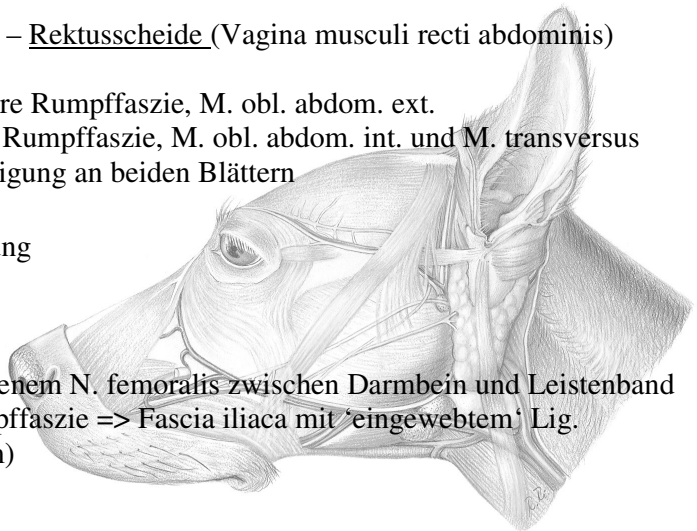 – Rektusscheide (Vagina musculi recti abdominis)
re Rumpffaszie, M. obl. abdom. ext.
Rumpffaszie, M. obl. abdom. int. und M. transversus
igung an beiden Blättern
ng
enem N. femoralis zwischen Darmbein und Leistenband
pffaszie => Fascia iliaca mit ‘eingewebtem‘ Lig.
)